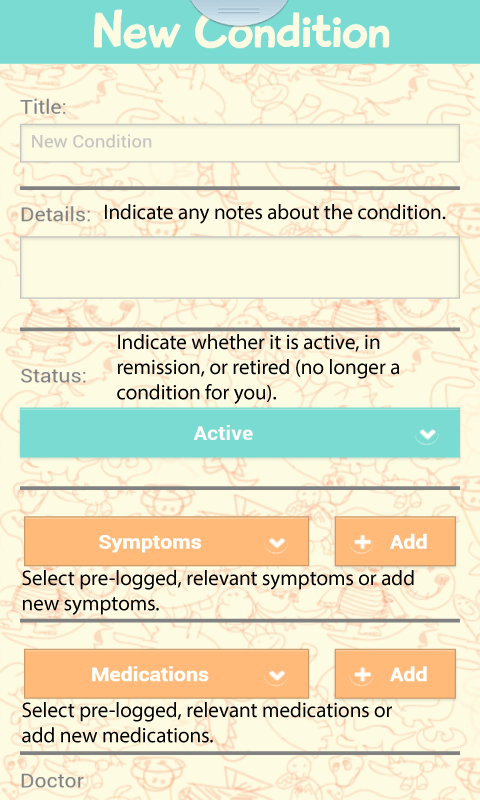 New Condition
Title:
New Condition
Details: Indicate any notes about the condition.
Indicate whether it is active, in
remission, or retired (no longer a
condition for you).
Status:
Active
Symptoms
Add
Select pre-logged, relevant symptoms or add
new symptoms.
Medications
Add
Select pre-logged, relevant medications or
add new medications.
Doctor